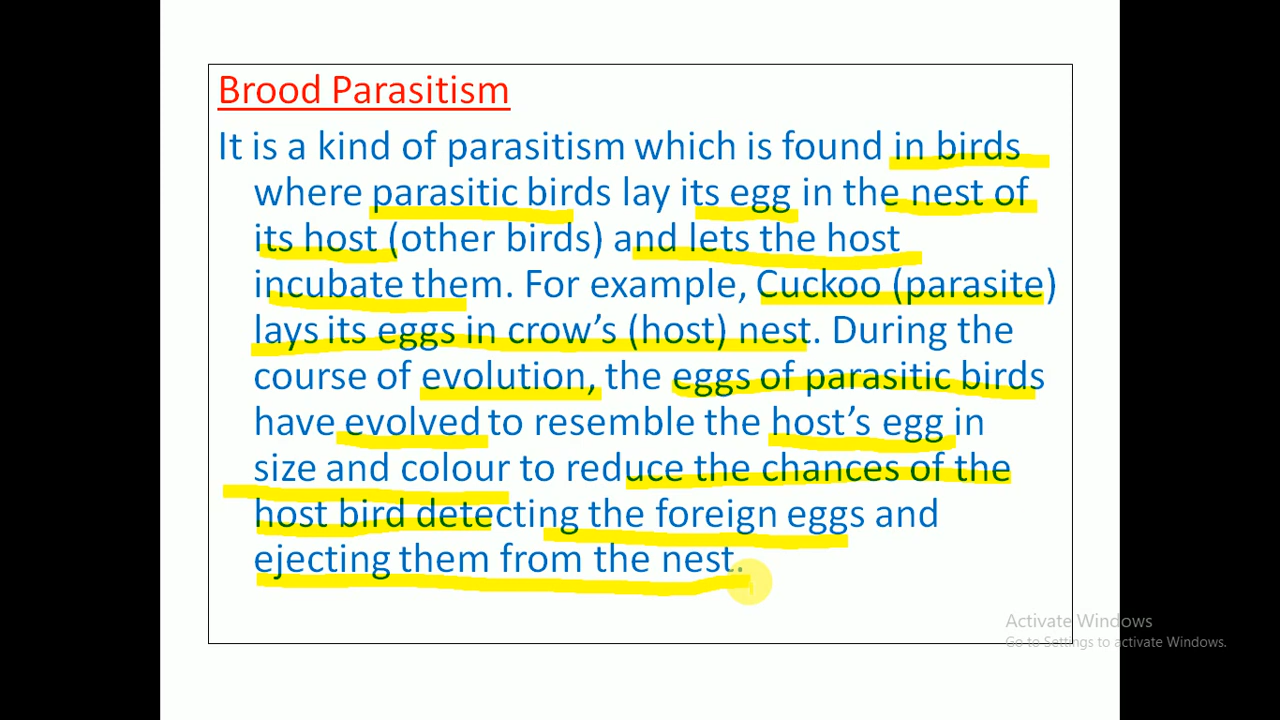 Brood Parasitism
It is a kind of parasitism which is found in birds
where parasitic birds lay its egg in the nest of
its host (other birds) and lets the host
incubate them. For example, Cuckoo (parasite)
lays its eggs in crow’s (host) nest. During the
course of evolution, the eggs of parasitic birds
have evolved to resemble the host’s egg in
size and colour to reduce the chances of the
host bird detecting the foreign eggs and
ejecting them from the nest.
Activate Windows
Go to Settings to activate Windows.